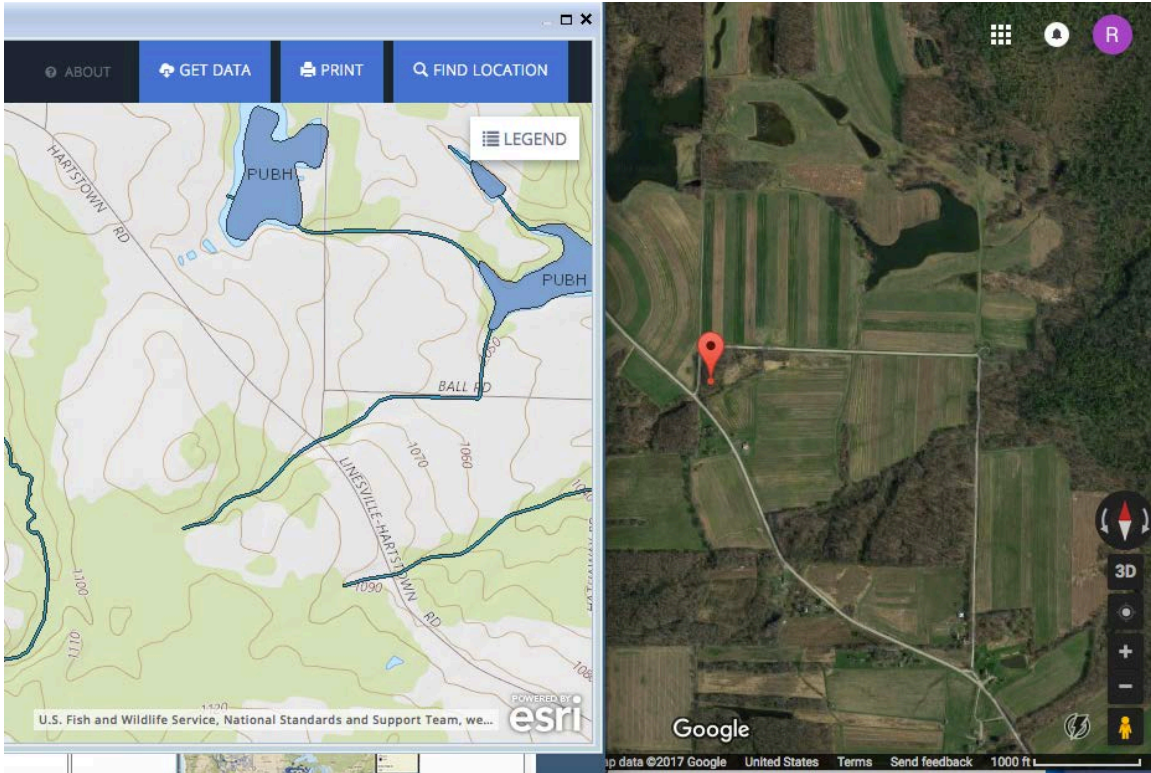 ABOUT
GET DATA
PRINT
FIND LOCATION
R
LEGEND
HARTSTOWN
RD
PUBH
PUBH
1050
BALL RD
1070
1060
LINESVILLE-HARTSTOWN
RD
1100
1090
1110
1120
U.S. Fish and Wildlife Service, National Standards and Support Team, we...
POWERED BY
esri
3D
Google
p data ©2017 Google United States Terms Send feedback 1000 ft